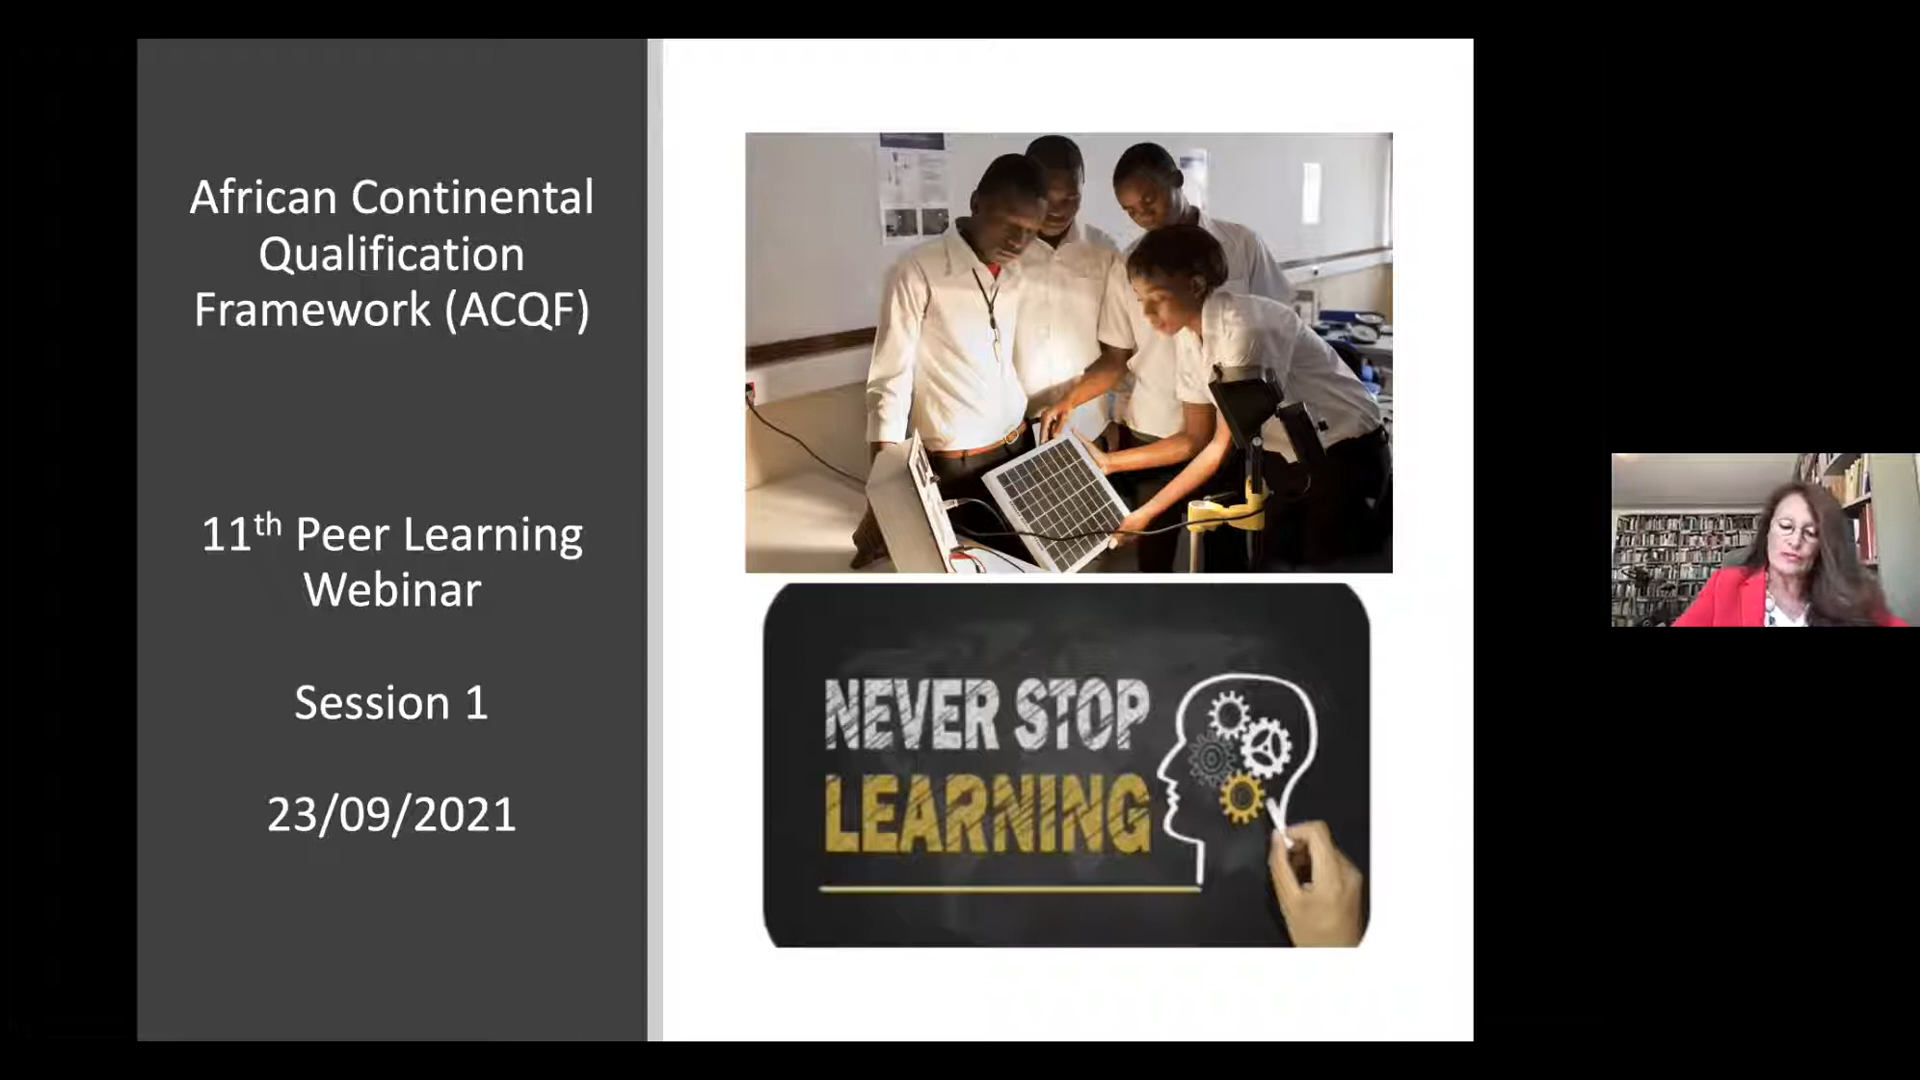 African Continental
Qualification
Framework (ACQF)
11th Peer Learning
Webinar
Session 1
23/09/2021
NEVER STOP
LEARNING